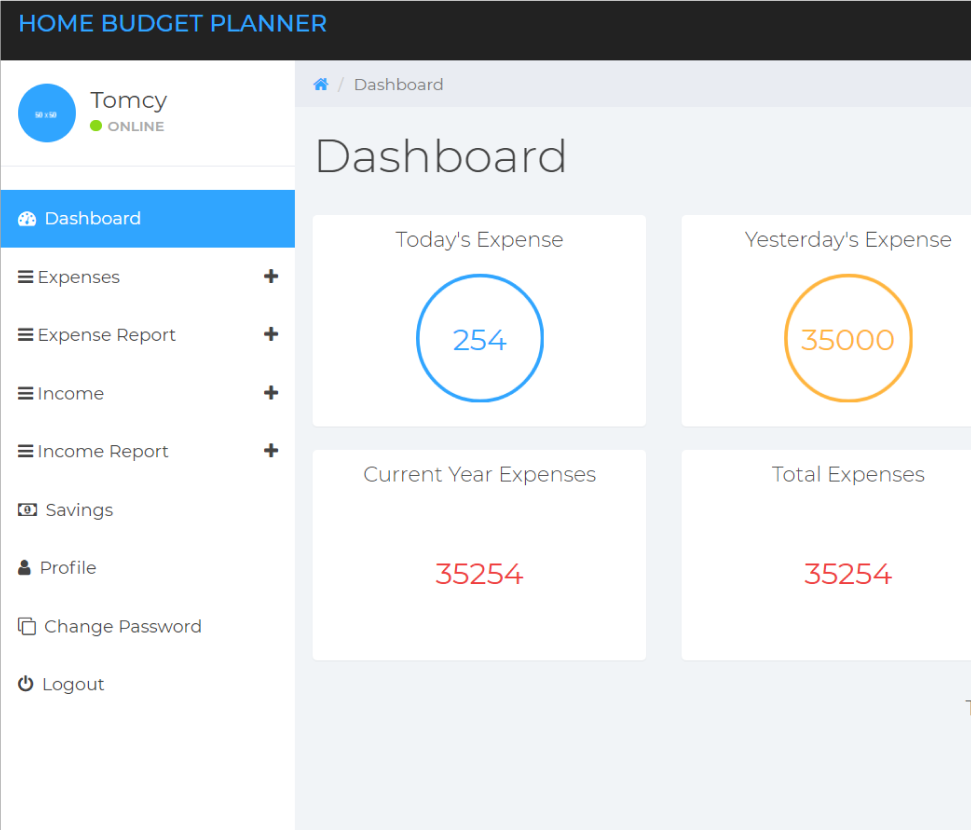 HOME BUDGET PLANNER
Tomcy
50 x 50
ONLINE
/ Dashboard
Dashboard
Dashboard
Expenses
Expense Report
Income
Income Report
Savings
Profile
Change Password
Logout
Today's Expense
254
Yesterday's Expense
35000
Current Year Expenses
35254
Total Expenses
35254